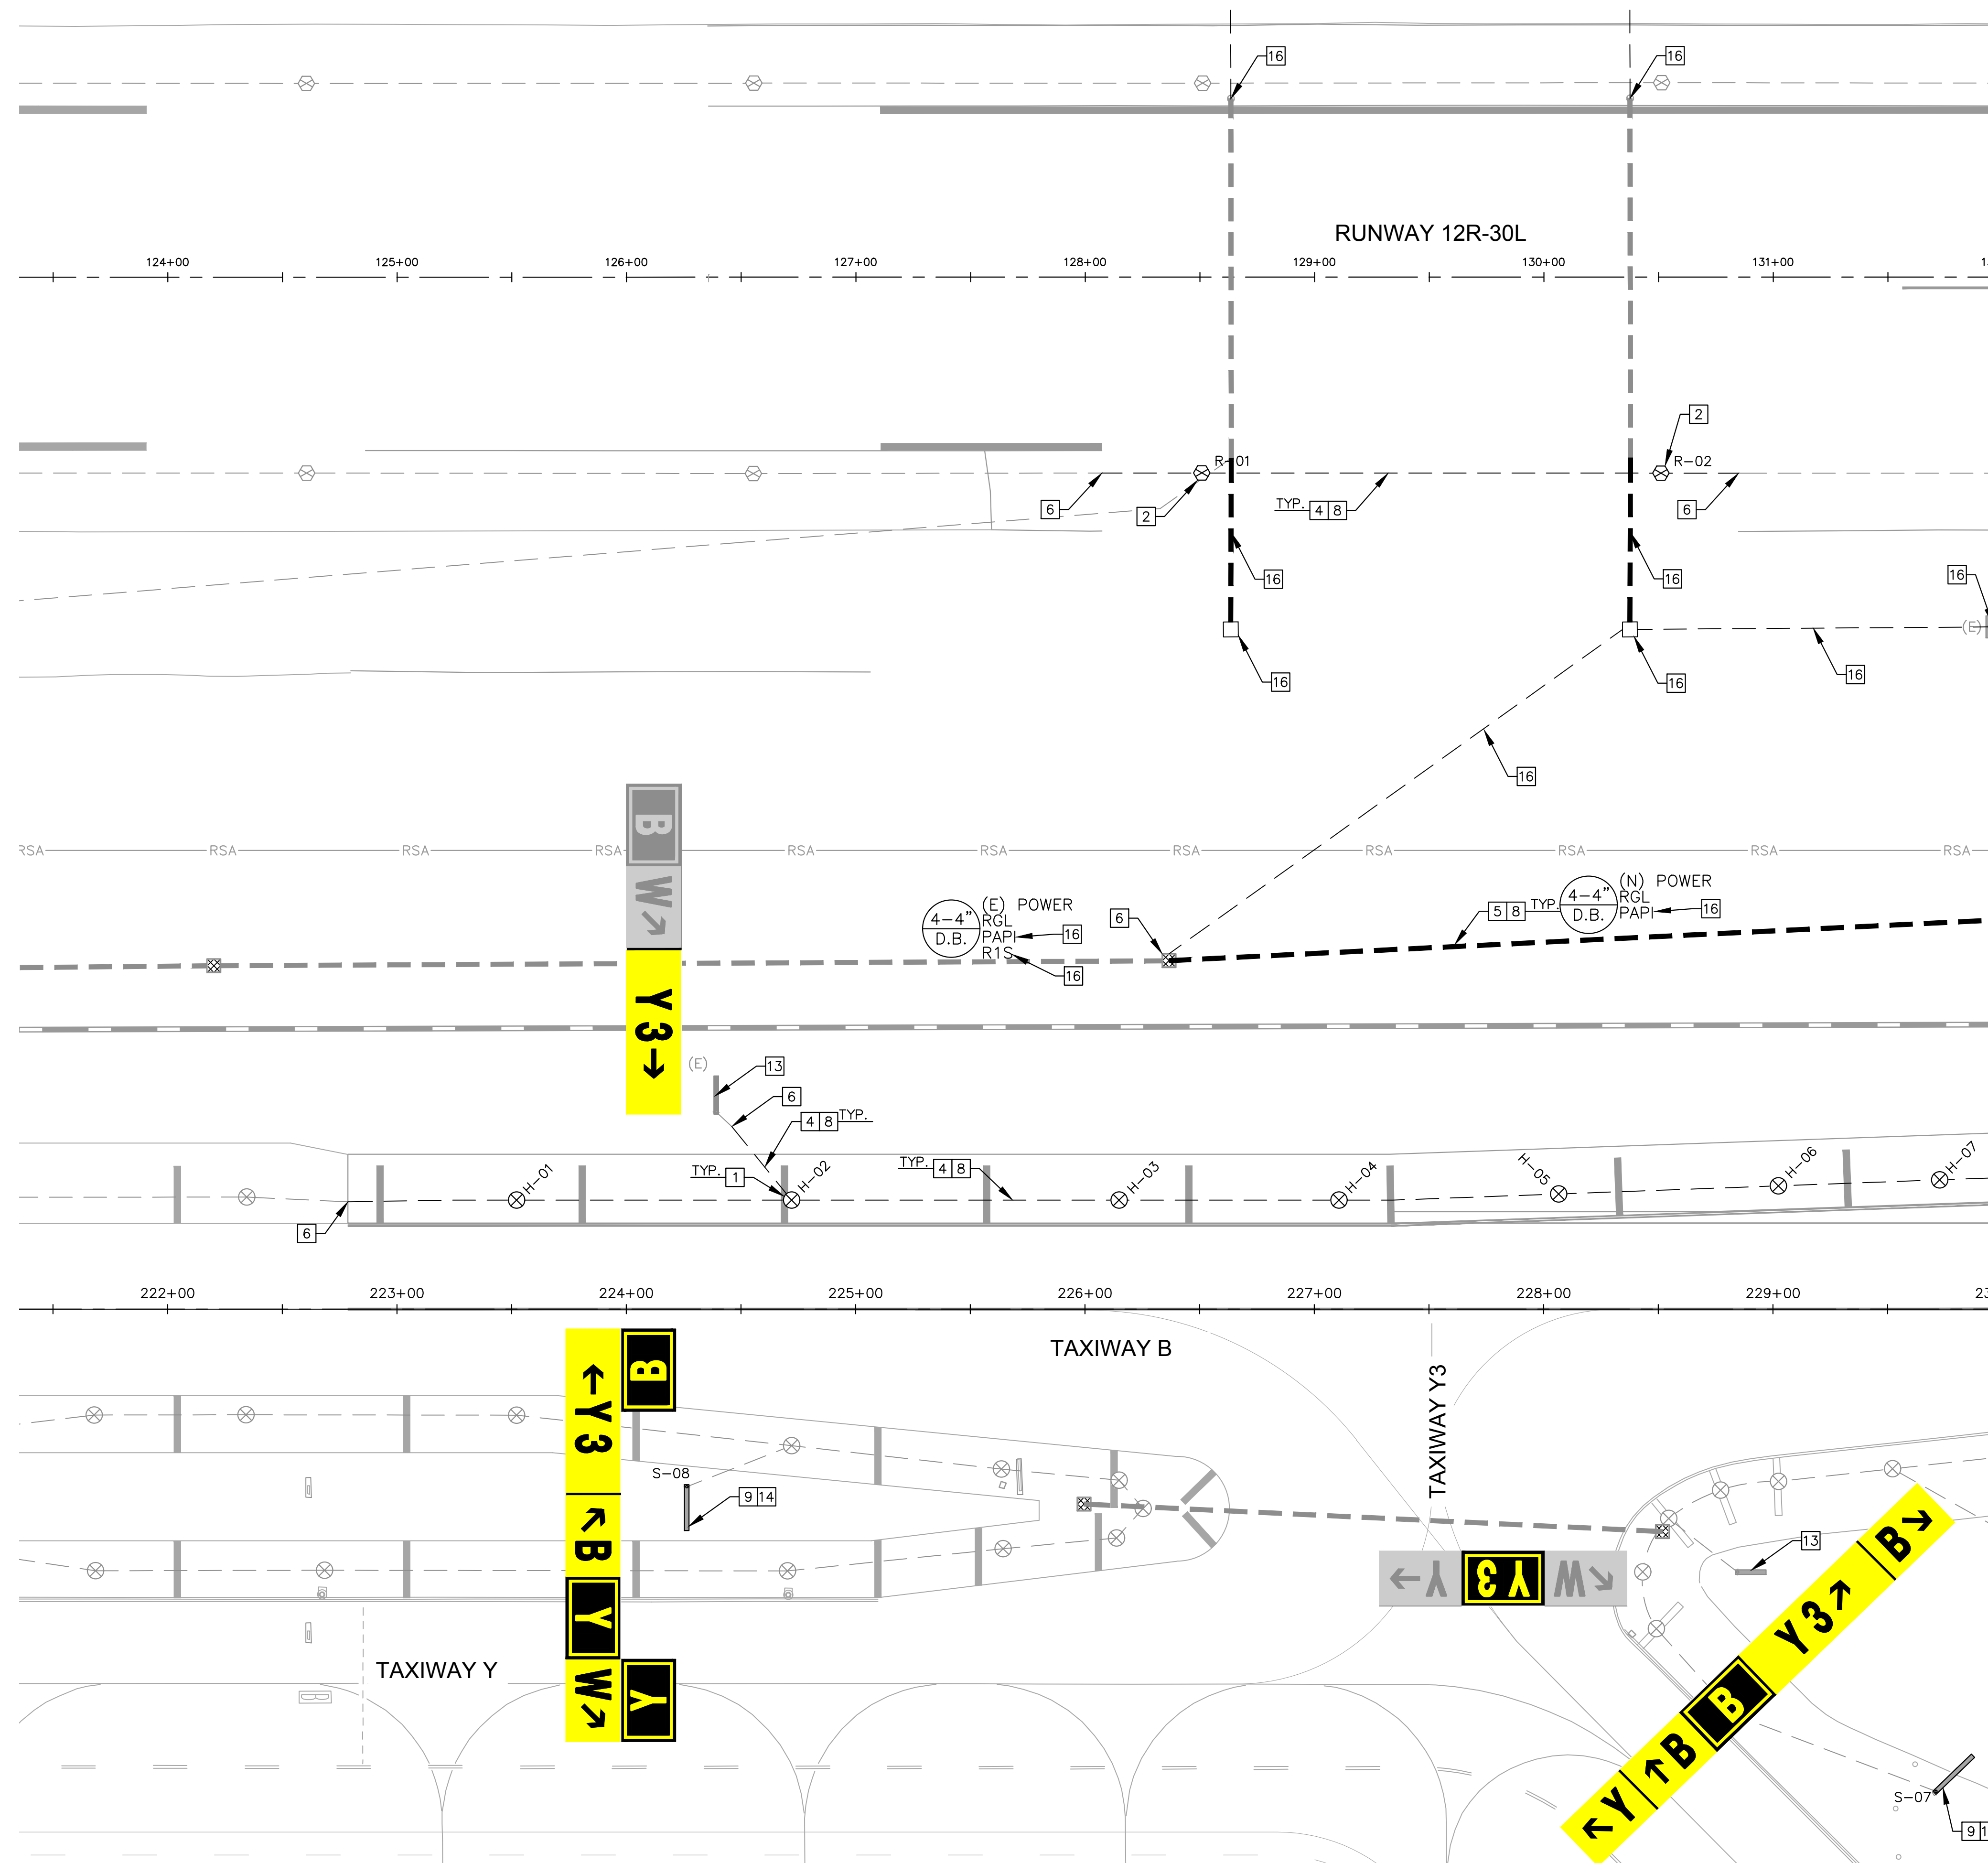 16
16
RUNWAY 12R-30L
124+00 125+00 126+00 127+00 128+00 129+00 130+00 131+00
2
R-01
R-02
6
2
TYP. 4 8
6
16
16
16
(E)
16
16
16
16
B
RSA RSA RSA RSA RSA RSA RSA RSA RSA RSA RSA
W↘
4-4"
D.B.
(E) POWER
RGL
PAPI
R1S
16
16
6
5 8 TYP.
4-4"
D.B.
(N) POWER
RGL
PAPI
16
Y3→
(E)
13
6
4 8 TYP.
TYP. 1
TYP. 4 8
H-01
H-02
H-03
H-04
H-05
H-06
H-07
6
222+00 223+00 224+00 225+00 226+00 227+00 228+00 229+00
TAXIWAY B
TAXIWAY Y3
←Y3
B
↖B
Y
W↘
Y
S-08
9 14
13
←Y
Y3
W↘
TAXIWAY Y
←Y
↑B
B
Y3↗
B→
S-07
9